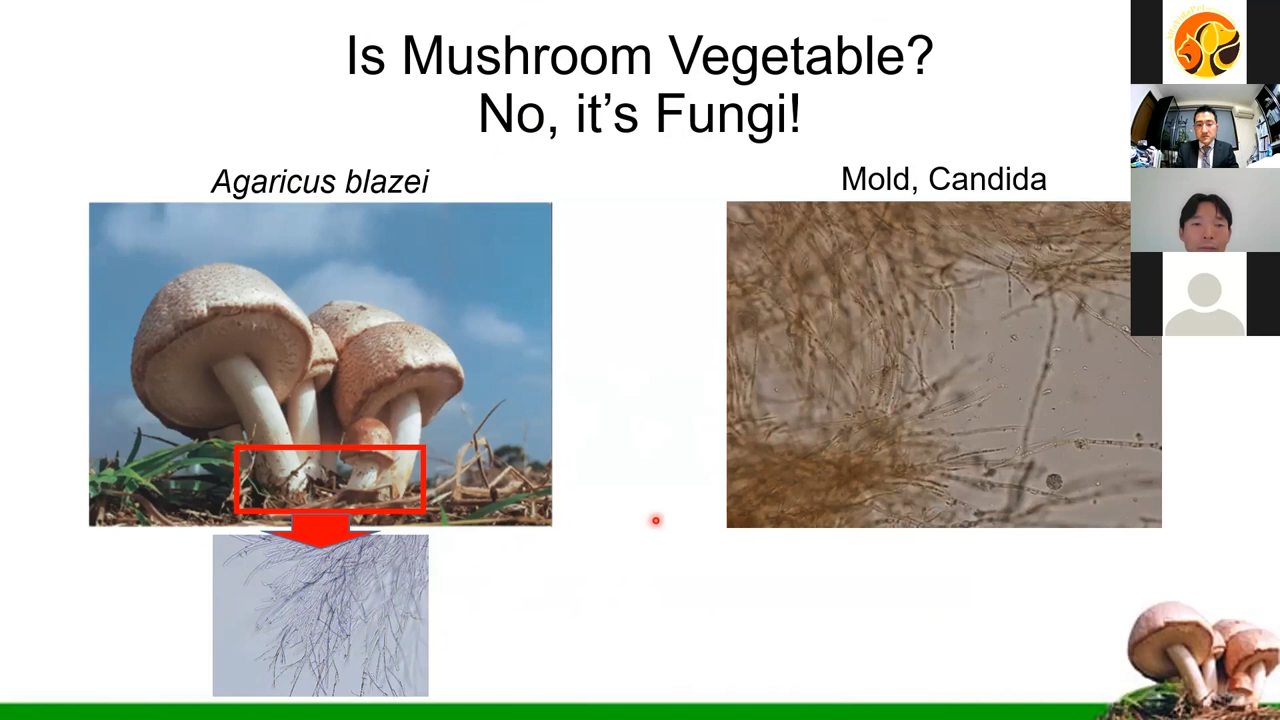 Is Mushroom Vegetable?
No, it’s Fungi!
Agaricus blazei
Mold, Candida